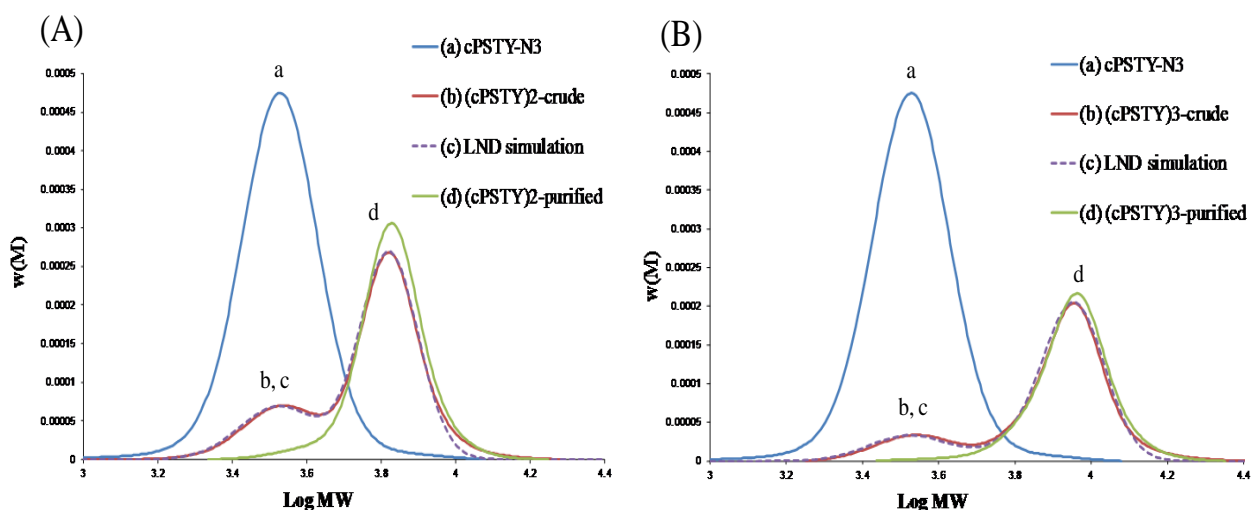 (A)
(a) cPSTY-N3
(b) (cPSTY)2-crude
(c) LND simulation
(d) (cPSTY)2-purified
a
d
b, c
0.0005
0.00045
0.0004
0.00035
0.0003
0.00025
0.0002
0.00015
0.0001
0.00005
0
w(M)
3
3.2
3.4
3.6
3.8
4
4.2
4.4
Log MW
(B)
(a) cPSTY-N3
(b) (cPSTY)3-crude
(c) LND simulation
(d) (cPSTY)3-purified
a
d
b, c
0.0005
0.00045
0.0004
0.00035
0.0003
0.00025
0.0002
0.00015
0.0001
0.00005
0
w(M)
3
3.2
3.4
3.6
3.8
4
4.2
4.4
Log MW